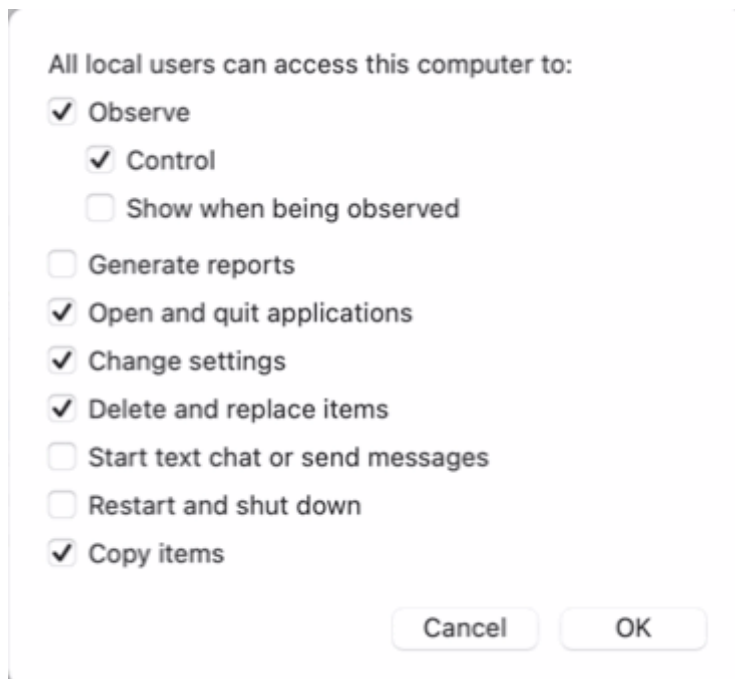 All local users can access this computer to:
Observe
Control
Show when being observed
Generate reports
Open and quit applications
Change settings
Delete and replace items
Start text chat or send messages
Restart and shut down
Copy items
Cancel OK